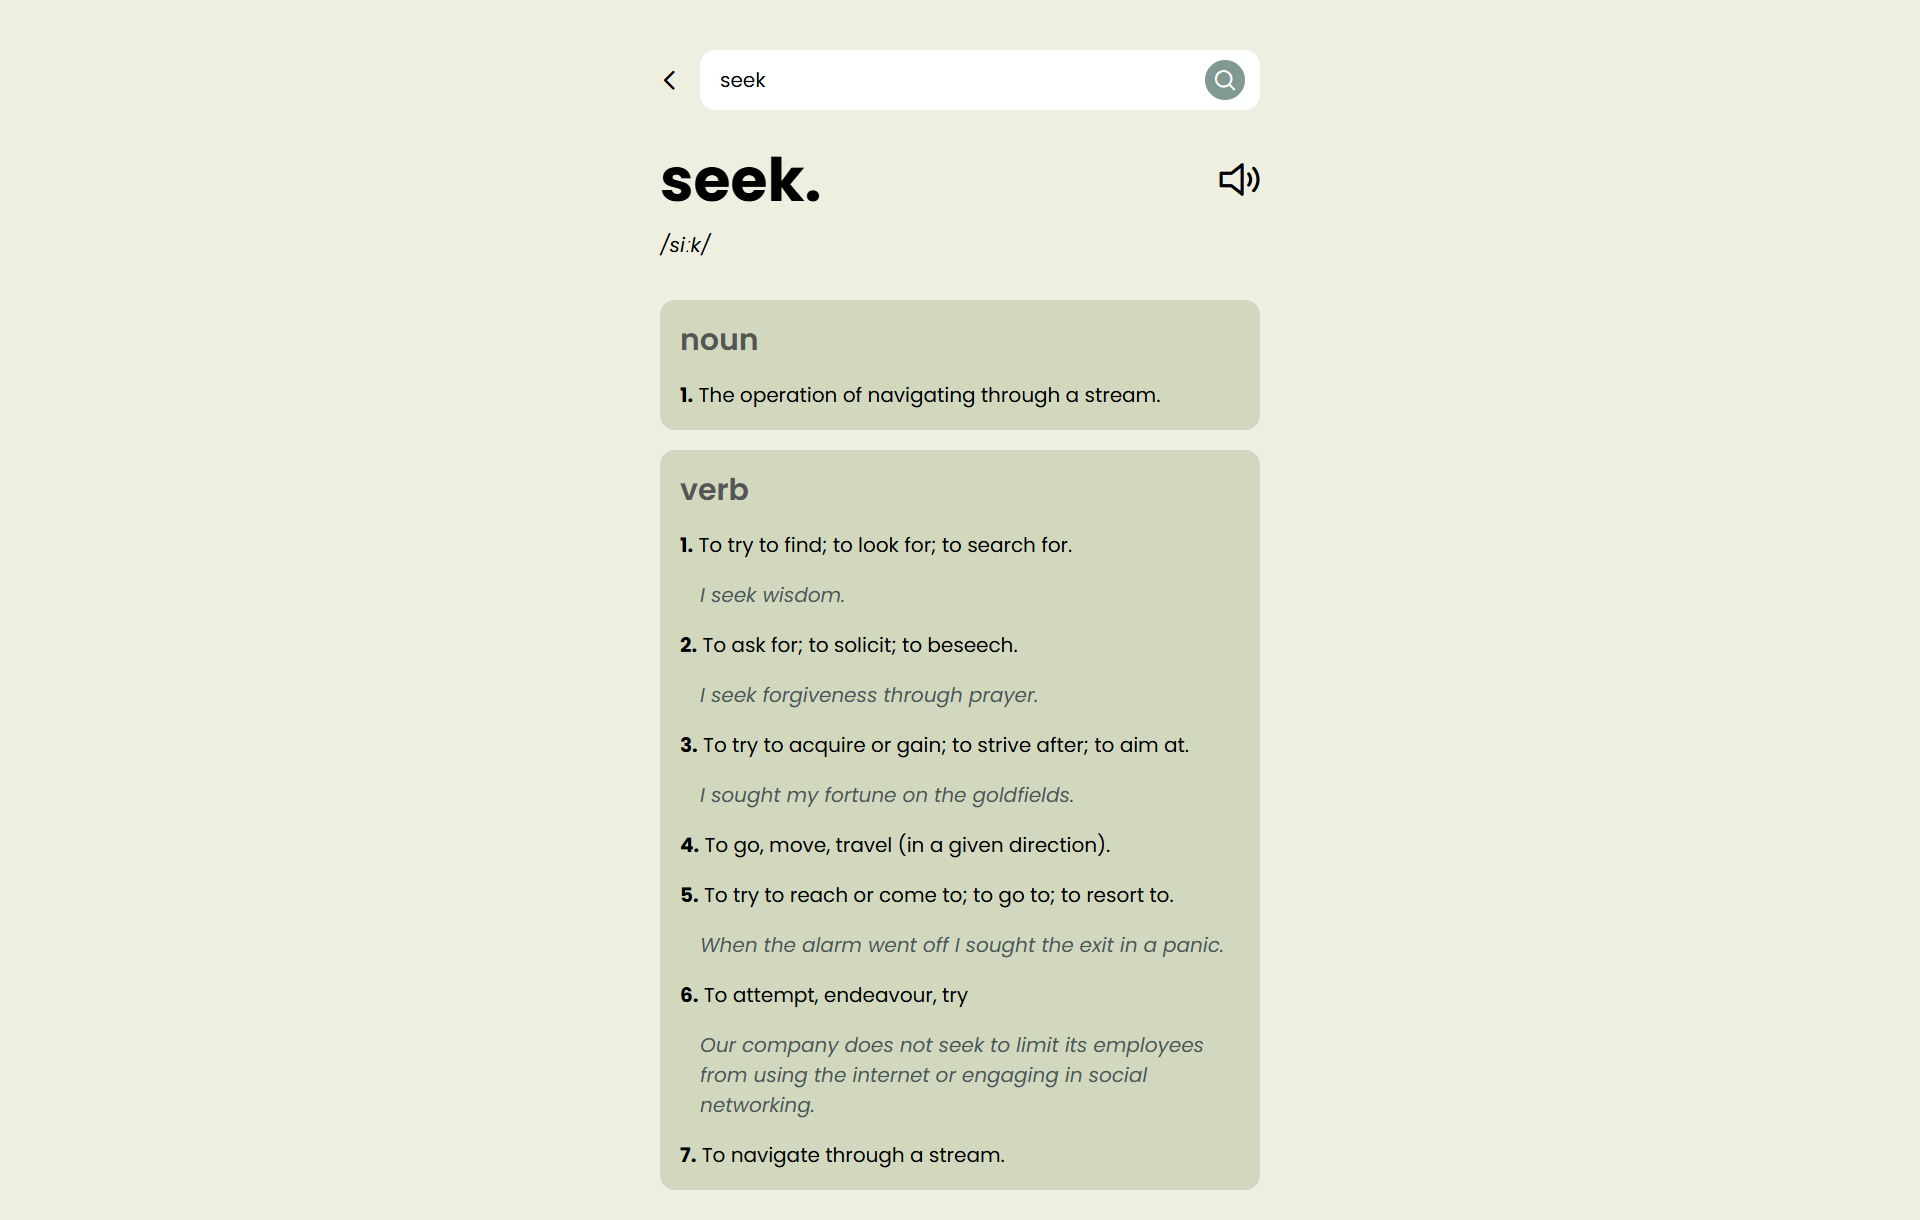 seek
seek.
/siːk/
noun
1. The operation of navigating through a stream.
verb
1. To try to find; to look for; to search for.
I seek wisdom.
2. To ask for; to solicit; to beseech.
I seek forgiveness through prayer.
3. To try to acquire or gain; to strive after; to aim at.
I sought my fortune on the goldfields.
4. To go, move, travel (in a given direction).
5. To try to reach or come to; to go to; to resort to.
When the alarm went off I sought the exit in a panic.
6. To attempt, endeavour, try
Our company does not seek to limit its employees
from using the internet or engaging in social
networking.
7. To navigate through a stream.